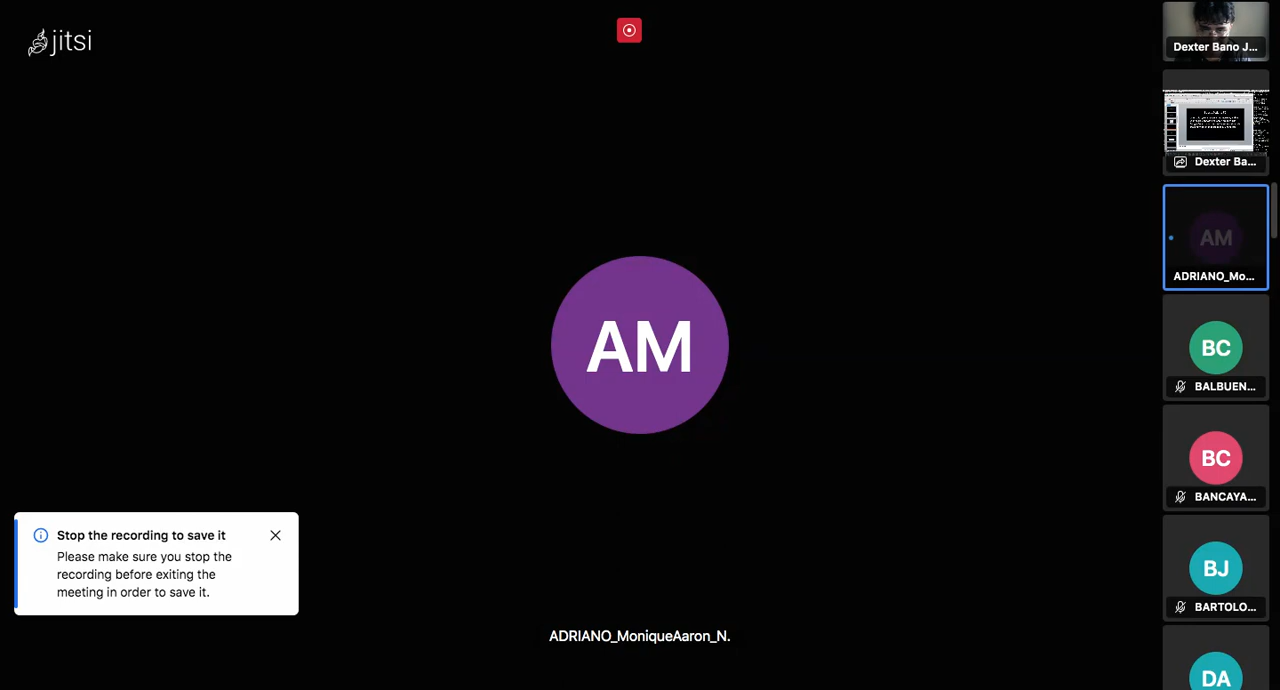 jitsi
Dexter Bano J...
Dexter Ba...
AM
ADRIANO_Mo...
BC
BALBUEN...
BC
BANCAYA...
BJ
BARTOLO...
DA
AM
Stop the recording to save it
Please make sure you stop the
recording before exiting the
meeting in order to save it.
ADRIANO_MoniqueAaron_N.